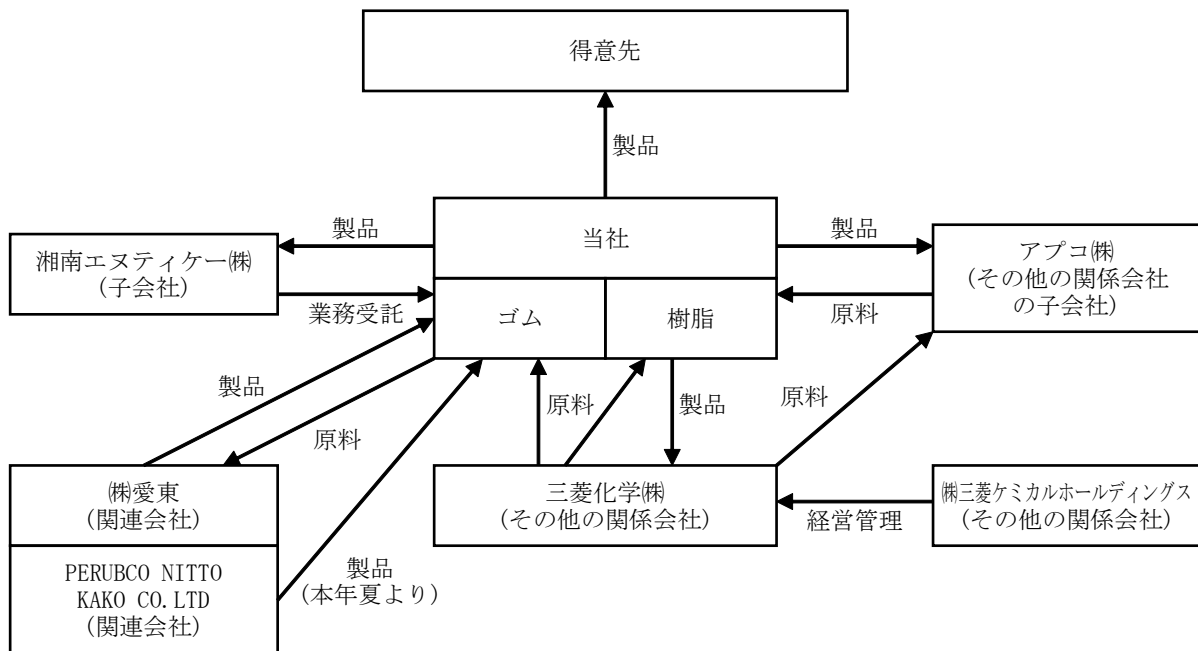 得意先
製品
製品
当社
製品
湘南エヌティケー㈱
(子会社)
アプコ㈱
(その他の関係会社
の子会社)
業務受託
ゴム
樹脂
原料
製品
原料
原料
製品
原料
㈱愛東
(関連会社)
三菱化学㈱
(その他の関係会社)
㈱三菱ケミカルホールディングス
(その他の関係会社)
経営管理
PERUBCO NITTO
KAKO CO.LTD
(関連会社)
製品
(本年夏より)